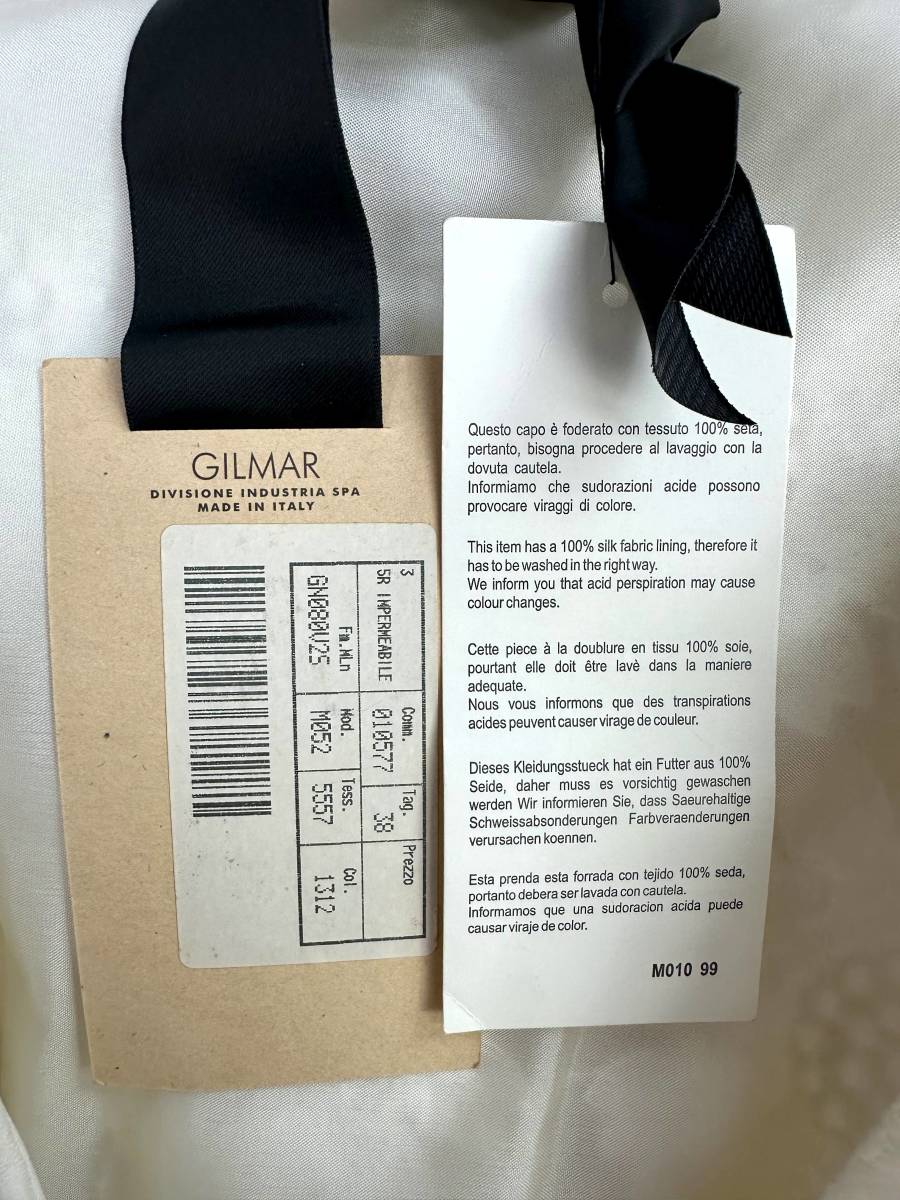 GILMAR
DIVISIONE INDUSTRIA SPA
MADE IN ITALY
3
5R IMPERMEABILE
Comm.
010577
Tag.
38
Prezzo
Fm.Mln
GN080V2S
Mod.
M052
Tess.
5557
Col.
1312
Questo capo è foderato con tessuto 100% seta,
pertanto, bisogna procedere al lavaggio con la
dovuta cautela.
Informiamo che sudorazioni acide possono
provocare viraggi di colore.
This item has a 100% silk fabric lining, therefore it
has to be washed in the right way.
We inform you that acid perspiration may cause
colour changes.
Cette piece à la doublure en tissu 100% soie,
pourtant elle doit être lavè dans la maniere
adequate.
Nous vous informons que des transpirations
acides peuvent causer virage de couleur.
Dieses Kleidungsstueck hat ein Futter aus 100%
Seide, daher muss es vorsichtig gewaschen
werden Wir informieren Sie, dass Saeurehaltige
Schweissabsonderungen Farbveraenderungen
verursachen koennen.
Esta prenda esta forrada con tejido 100% seda,
portanto debera ser lavada con cautela.
Informamos que una sudoracion acida puede
causar viraje de color.
M010 99